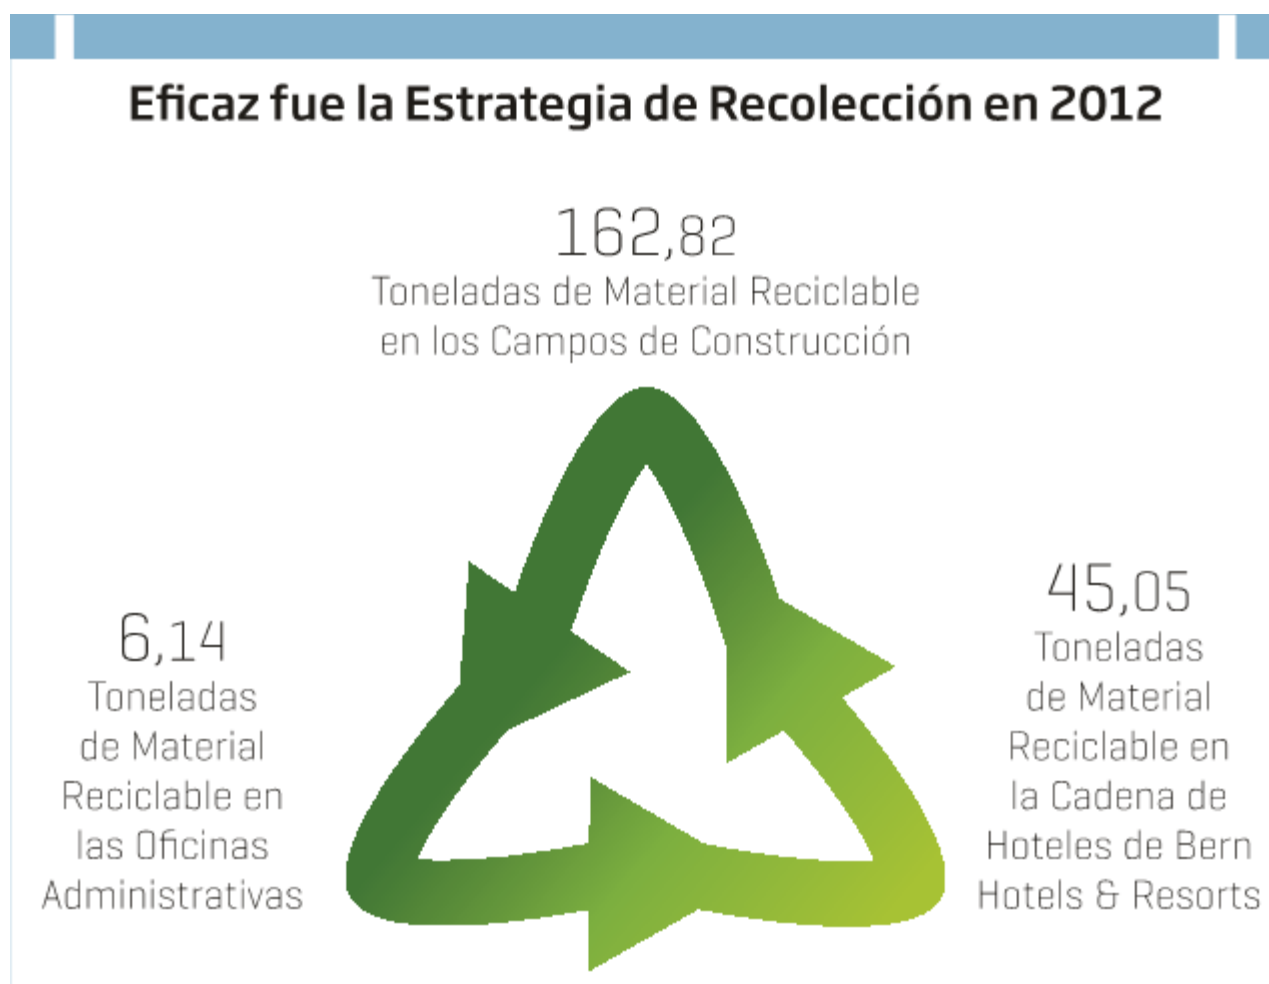 Eficaz fue la Estrategia de Recolección en 2012
162,82
Toneladas de Material Reciclable
en los Campos de Construcción
6,14
Toneladas
de Material
Reciclable en
las Oficinas
Administrativas
45,05
Toneladas
de Material
Reciclable en
la Cadena de
Hoteles de Bern
Hotels & Resorts